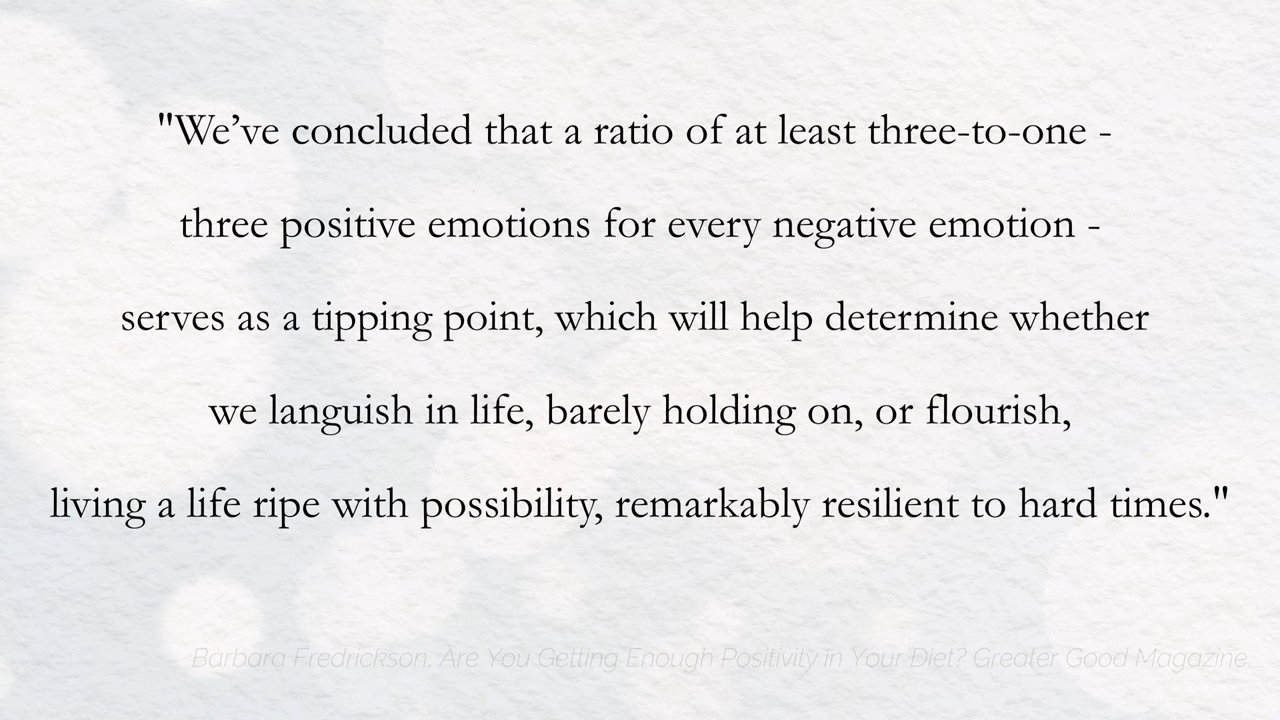 "We’ve concluded that a ratio of at least three-to-one -
three positive emotions for every negative emotion -
serves as a tipping point, which will help determine whether
we languish in life, barely holding on, or flourish,
living a life ripe with possibility, remarkably resilient to hard times."
Barbara Fredrickson. Are You Getting Enough Positivity in Your Diet? Greater Good Magazine.